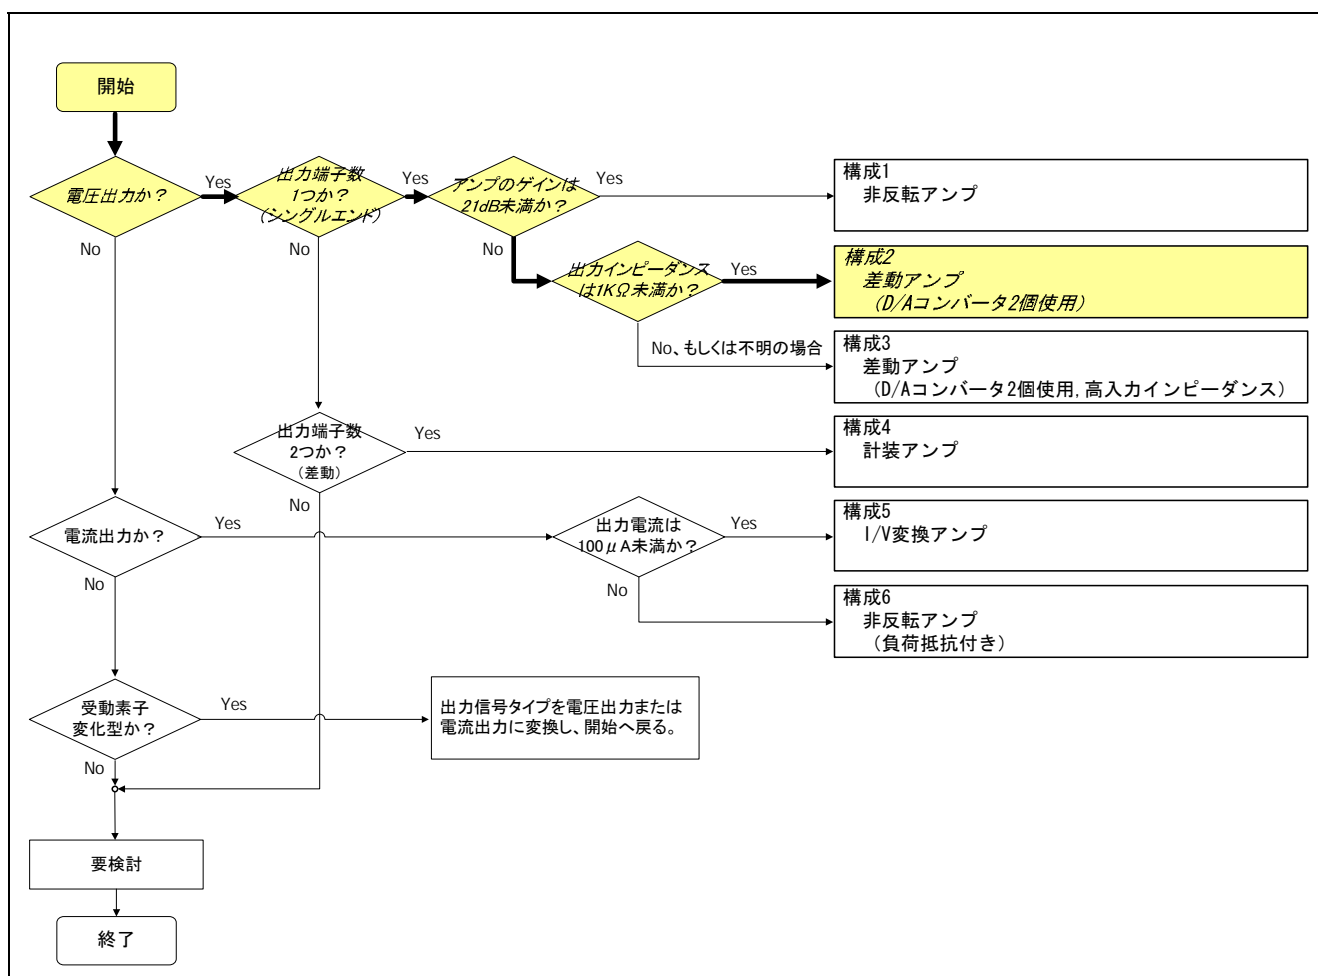 開始
電圧出力か?
Yes
No
出力端子数
1つか?
(シングルエンド)
Yes
No
アンプのゲインは
21dB未満か?
Yes
No
構成1
非反転アンプ
出力インピーダンス
は1KΩ未満か?
Yes
構成2
差動アンプ
(D/Aコンバータ2個使用)
No、もしくは不明の場合
構成3
差動アンプ
(D/Aコンバータ2個使用,高入力インピーダンス)
出力端子数
2つか?
(差動)
Yes
No
構成4
計装アンプ
電流出力か?
Yes
No
出力電流は
100μA未満か?
Yes
No
構成5
I/V変換アンプ
構成6
非反転アンプ
(負荷抵抗付き)
受動素子
変化型か?
Yes
No
出力信号タイプを電圧出力または
電流出力に変換し、開始へ戻る。
要検討
終了